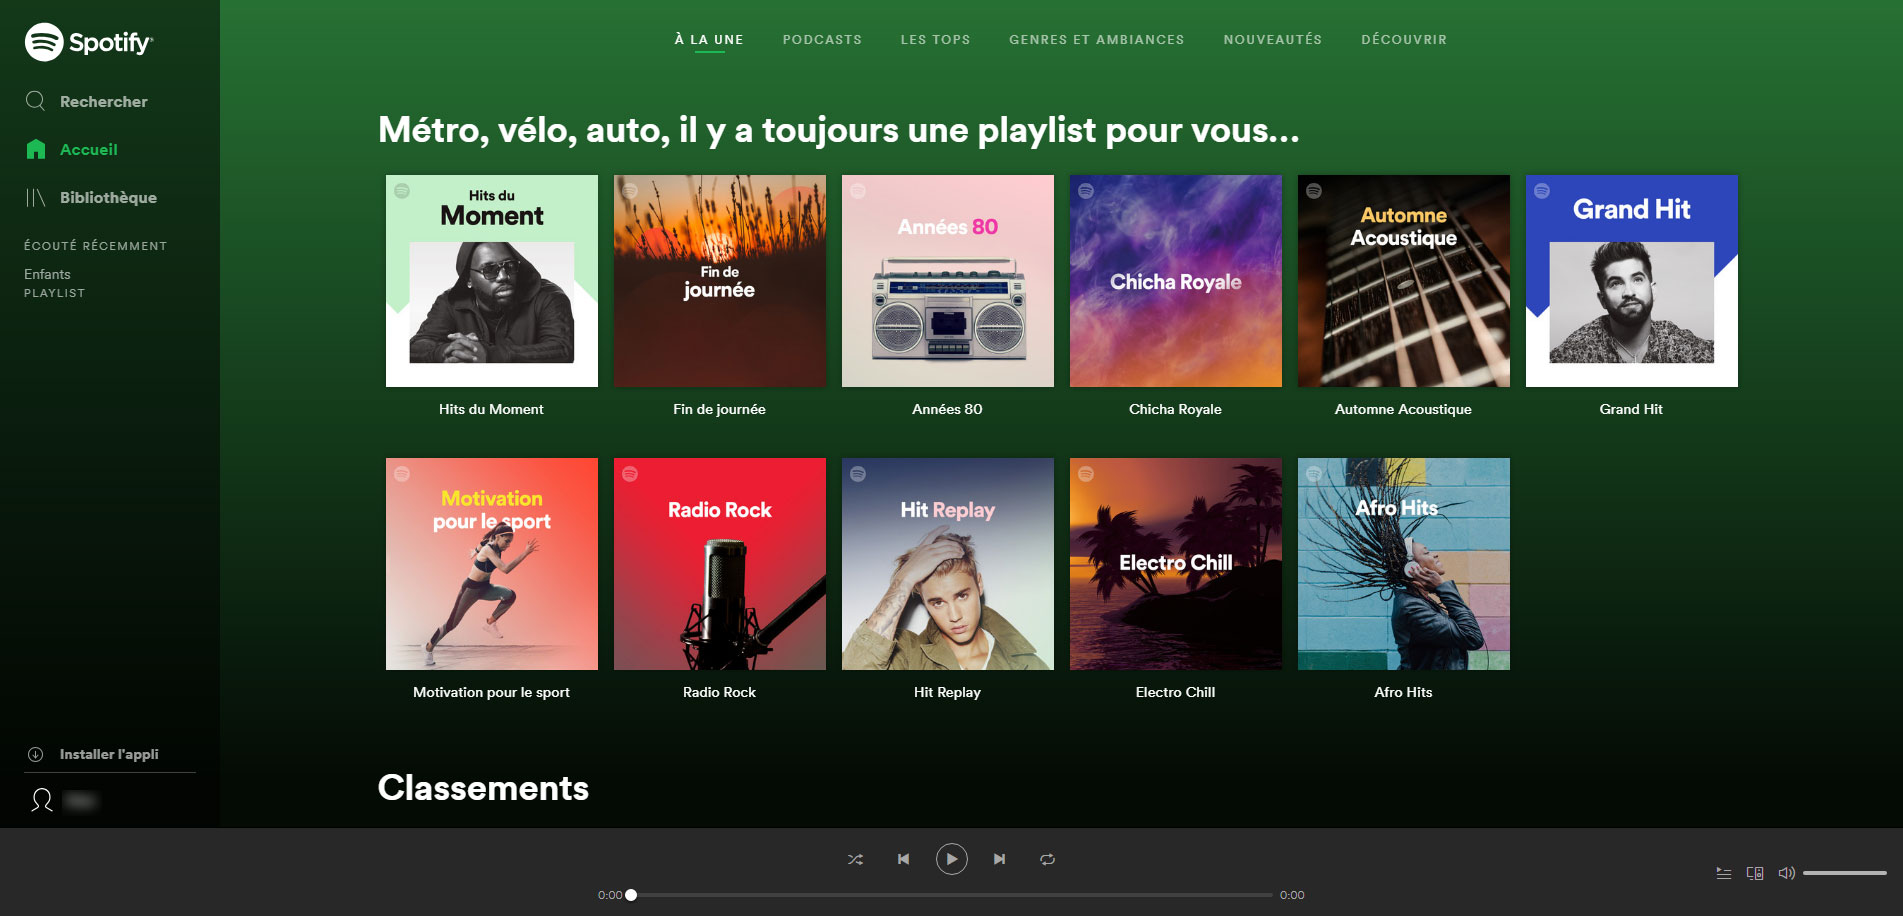 Spotify
Rechercher
Accueil
Bibliothèque
ÉCOUTÉ RÉCEMMENT
Enfants
PLAYLIST
Installer l'appli
À LA UNE
PODCASTS
LES TOPS
GENRES ET AMBIANCES
NOUVEAUTÉS
DÉCOUVRIR
Métro, vélo, auto, il y a toujours une playlist pour vous...
Hits du
Moment
Fin de
journée
Années 80
Chicha Royale
Automne
Acoustique
Grand Hit
Hits du Moment
Fin de journée
Années 80
Chicha Royale
Automne Acoustique
Grand Hit
Motivation
pour le sport
Radio Rock
Hit Replay
Electro Chill
Afro Hits
Motivation pour le sport
Radio Rock
Hit Replay
Electro Chill
Afro Hits
Classements
0:00
0:00